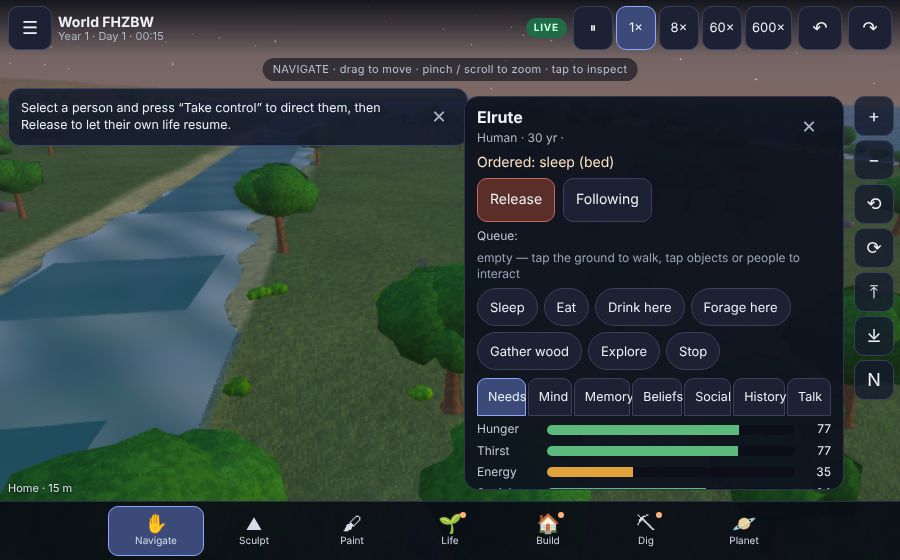 ☰ World FHZBW
Year 1 · Day 1 · 00:15
LIVE ⏸ 1× 8× 60× 600× ↶ ↷
NAVIGATE · drag to move · pinch / scroll to zoom · tap to inspect
Select a person and press “Take control” to direct them, then
Release to let their own life resume.
✕
Elrute
Human · 30 yr ·
✕
Ordered: sleep (bed)
Release Following
Queue:
empty — tap the ground to walk, tap objects or people to
interact
Sleep Eat Drink here Forage here
Gather wood Explore Stop
Needs Mind Memory Beliefs Social History Talk
Hunger 77
Thirst 77
Energy 35
+
−
⟲
⟳
⤒
N
Home · 15 m
Navigate Sculpt Paint Life Build Dig Planet